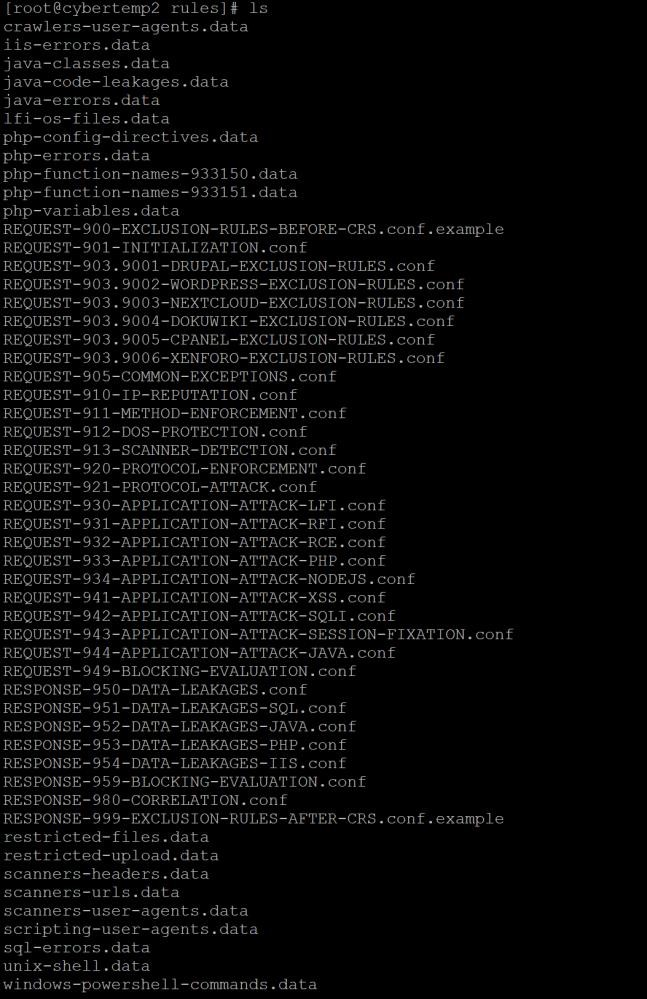 [root@cybertemp2 rules]# ls
crawlers-user-agents.data
iis-errors.data
java-classes.data
java-code-leakages.data
java-errors.data
lfi-os-files.data
php-config-directives.data
php-errors.data
php-function-names-933150.data
php-function-names-933151.data
php-variables.data
REQUEST-900-EXCLUSION-RULES-BEFORE-CRS.conf.example
REQUEST-901-INITIALIZATION.conf
REQUEST-903.9001-DRUPAL-EXCLUSION-RULES.conf
REQUEST-903.9002-WORDPRESS-EXCLUSION-RULES.conf
REQUEST-903.9003-NEXTCLOUD-EXCLUSION-RULES.conf
REQUEST-903.9004-DOKUWIKI-EXCLUSION-RULES.conf
REQUEST-903.9005-CPANEL-EXCLUSION-RULES.conf
REQUEST-903.9006-XENFORO-EXCLUSION-RULES.conf
REQUEST-905-COMMON-EXCEPTIONS.conf
REQUEST-910-IP-REPUTATION.conf
REQUEST-911-METHOD-ENFORCEMENT.conf
REQUEST-912-DOS-PROTECTION.conf
REQUEST-913-SCANNER-DETECTION.conf
REQUEST-920-PROTOCOL-ENFORCEMENT.conf
REQUEST-921-PROTOCOL-ATTACK.conf
REQUEST-930-APPLICATION-ATTACK-LFI.conf
REQUEST-931-APPLICATION-ATTACK-RFI.conf
REQUEST-932-APPLICATION-ATTACK-RCE.conf
REQUEST-933-APPLICATION-ATTACK-PHP.conf
REQUEST-934-APPLICATION-ATTACK-NODEJS.conf
REQUEST-941-APPLICATION-ATTACK-XSS.conf
REQUEST-942-APPLICATION-ATTACK-SQLI.conf
REQUEST-943-APPLICATION-ATTACK-SESSION-FIXATION.conf
REQUEST-944-APPLICATION-ATTACK-JAVA.conf
REQUEST-949-BLOCKING-EVALUATION.conf
RESPONSE-950-DATA-LEAKAGES.conf
RESPONSE-951-DATA-LEAKAGES-SQL.conf
RESPONSE-952-DATA-LEAKAGES-JAVA.conf
RESPONSE-953-DATA-LEAKAGES-PHP.conf
RESPONSE-954-DATA-LEAKAGES-IIS.conf
RESPONSE-959-BLOCKING-EVALUATION.conf
RESPONSE-980-CORRELATION.conf
RESPONSE-999-EXCLUSION-RULES-AFTER-CRS.conf.example
restricted-files.data
restricted-upload.data
scanners-headers.data
scanners-urls.data
scanners-user-agents.data
scripting-user-agents.data
sql-errors.data
unix-shell.data
windows-powershell-commands.data